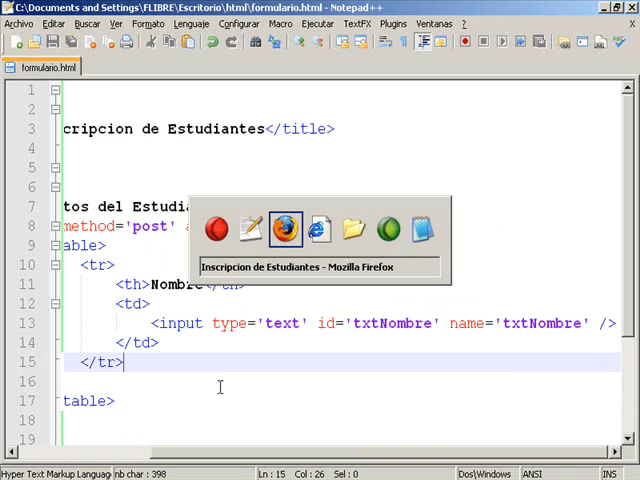 C:\Documents and Settings\FLIBRE\Escritorio\html\formulario.html - Notepad++
Archivo Editar Buscar Ver Formato Lenguaje Configurar Macro Ejecutar TextFX Plugins Ventanas ?
formulario.html
1
2
3 cripcion de Estudiantes</title>
4
5
6
7 tos del Estudia
8 method='post' a
9 able>
10 <tr>
11 <th>Nombre</th>
12 <td>
13 <input type='text' id='txtNombre' name='txtNombre' />
14 </td>
15 </tr>
16
17 table>
18
19
Inscripcion de Estudiantes - Mozilla Firefox
Hyper Text Markup Languag nb char : 398 Ln : 15 Col : 26 Sel : 0 Dos\Windows ANSI INS